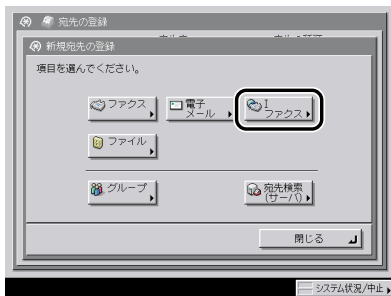 宛先の登録
新規宛先の登録
項目を選んでください。
ファクス
電子
メール
I
ファクス
ファイル
グループ
宛先検索
(サーバ)
閉じる
システム状況/中止